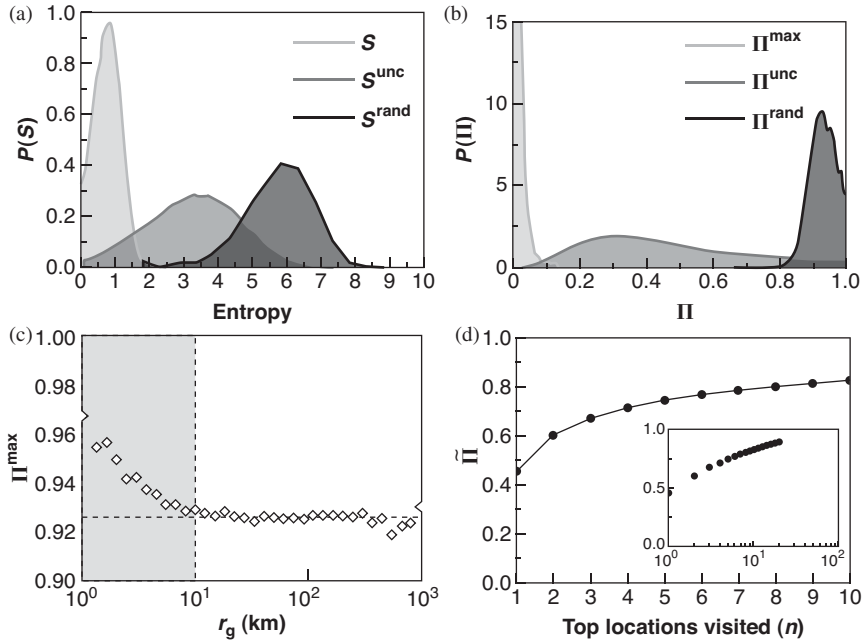 (a)
P(S)
1.0
0.8
0.6
0.4
0.2
0.0
S
S^unc
S^rand
0 1 2 3 4 5 6 7 8 9 10
Entropy
(b)
P(Π)
15
10
5
0
Π^max
Π^unc
Π^rand
0 0.2 0.4 0.6 0.8 1.0
Π
(c)
Π^max
1.00
0.98
0.96
0.94
0.92
0.90
10^0 10^1 10^2 10^3
r_g (km)
(d)
Π̃
1.0
0.8
0.6
0.4
0.2
0.0
1.0
0.5
0.0
10^0 10^1 10^2
1 2 3 4 5 6 7 8 9 10
Top locations visited (n)